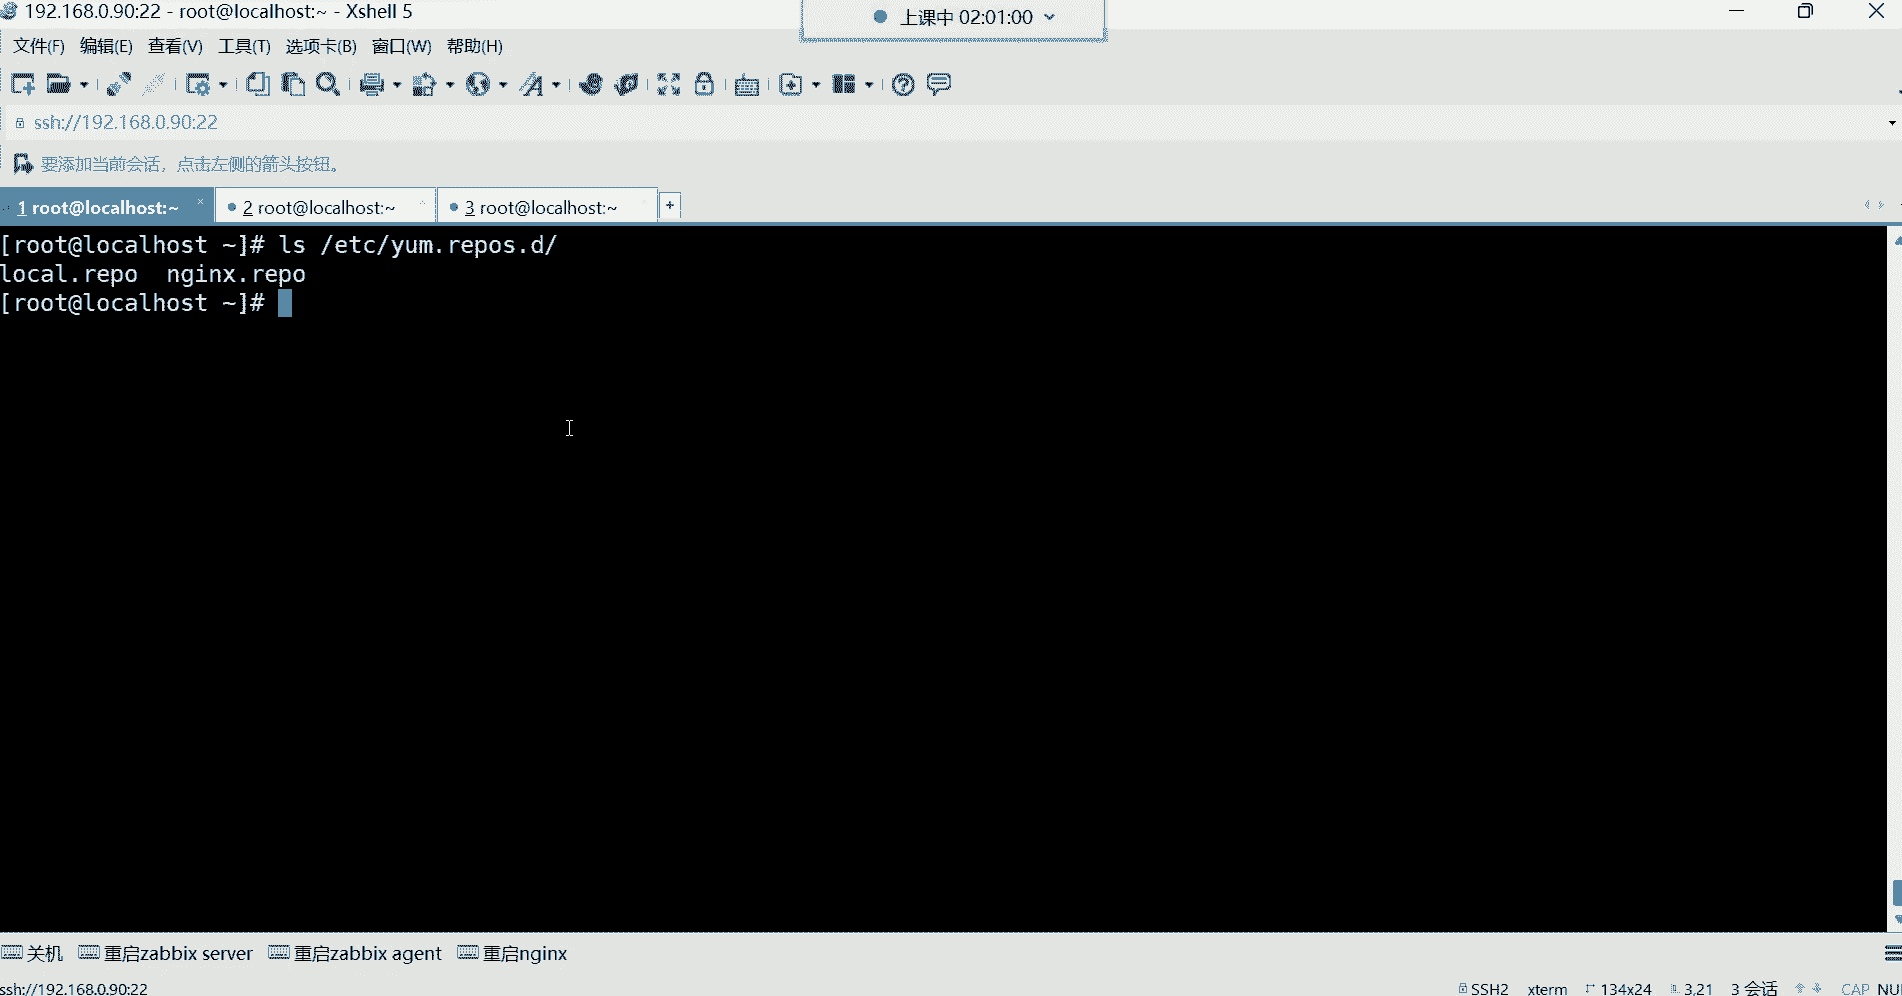 192.168.0.90:22 - root@localhost:~ - Xshell 5
上课中 02:01:00
文件(F) 编辑(E) 查看(V) 工具(T) 选项卡(B) 窗口(W) 帮助(H)
ssh://192.168.0.90:22
要添加当前会话，点击左侧的箭头按钮。
1 root@localhost:~ 2 root@localhost:~ 3 root@localhost:~ +
[root@localhost ~]# ls /etc/yum.repos.d/
local.repo  nginx.repo
[root@localhost ~]#
关机 重启zabbix server 重启zabbix agent 重启nginx
ssh://192.168.0.90:22 SSH2 xterm 134x24 3,21 3 会话 CAP NU